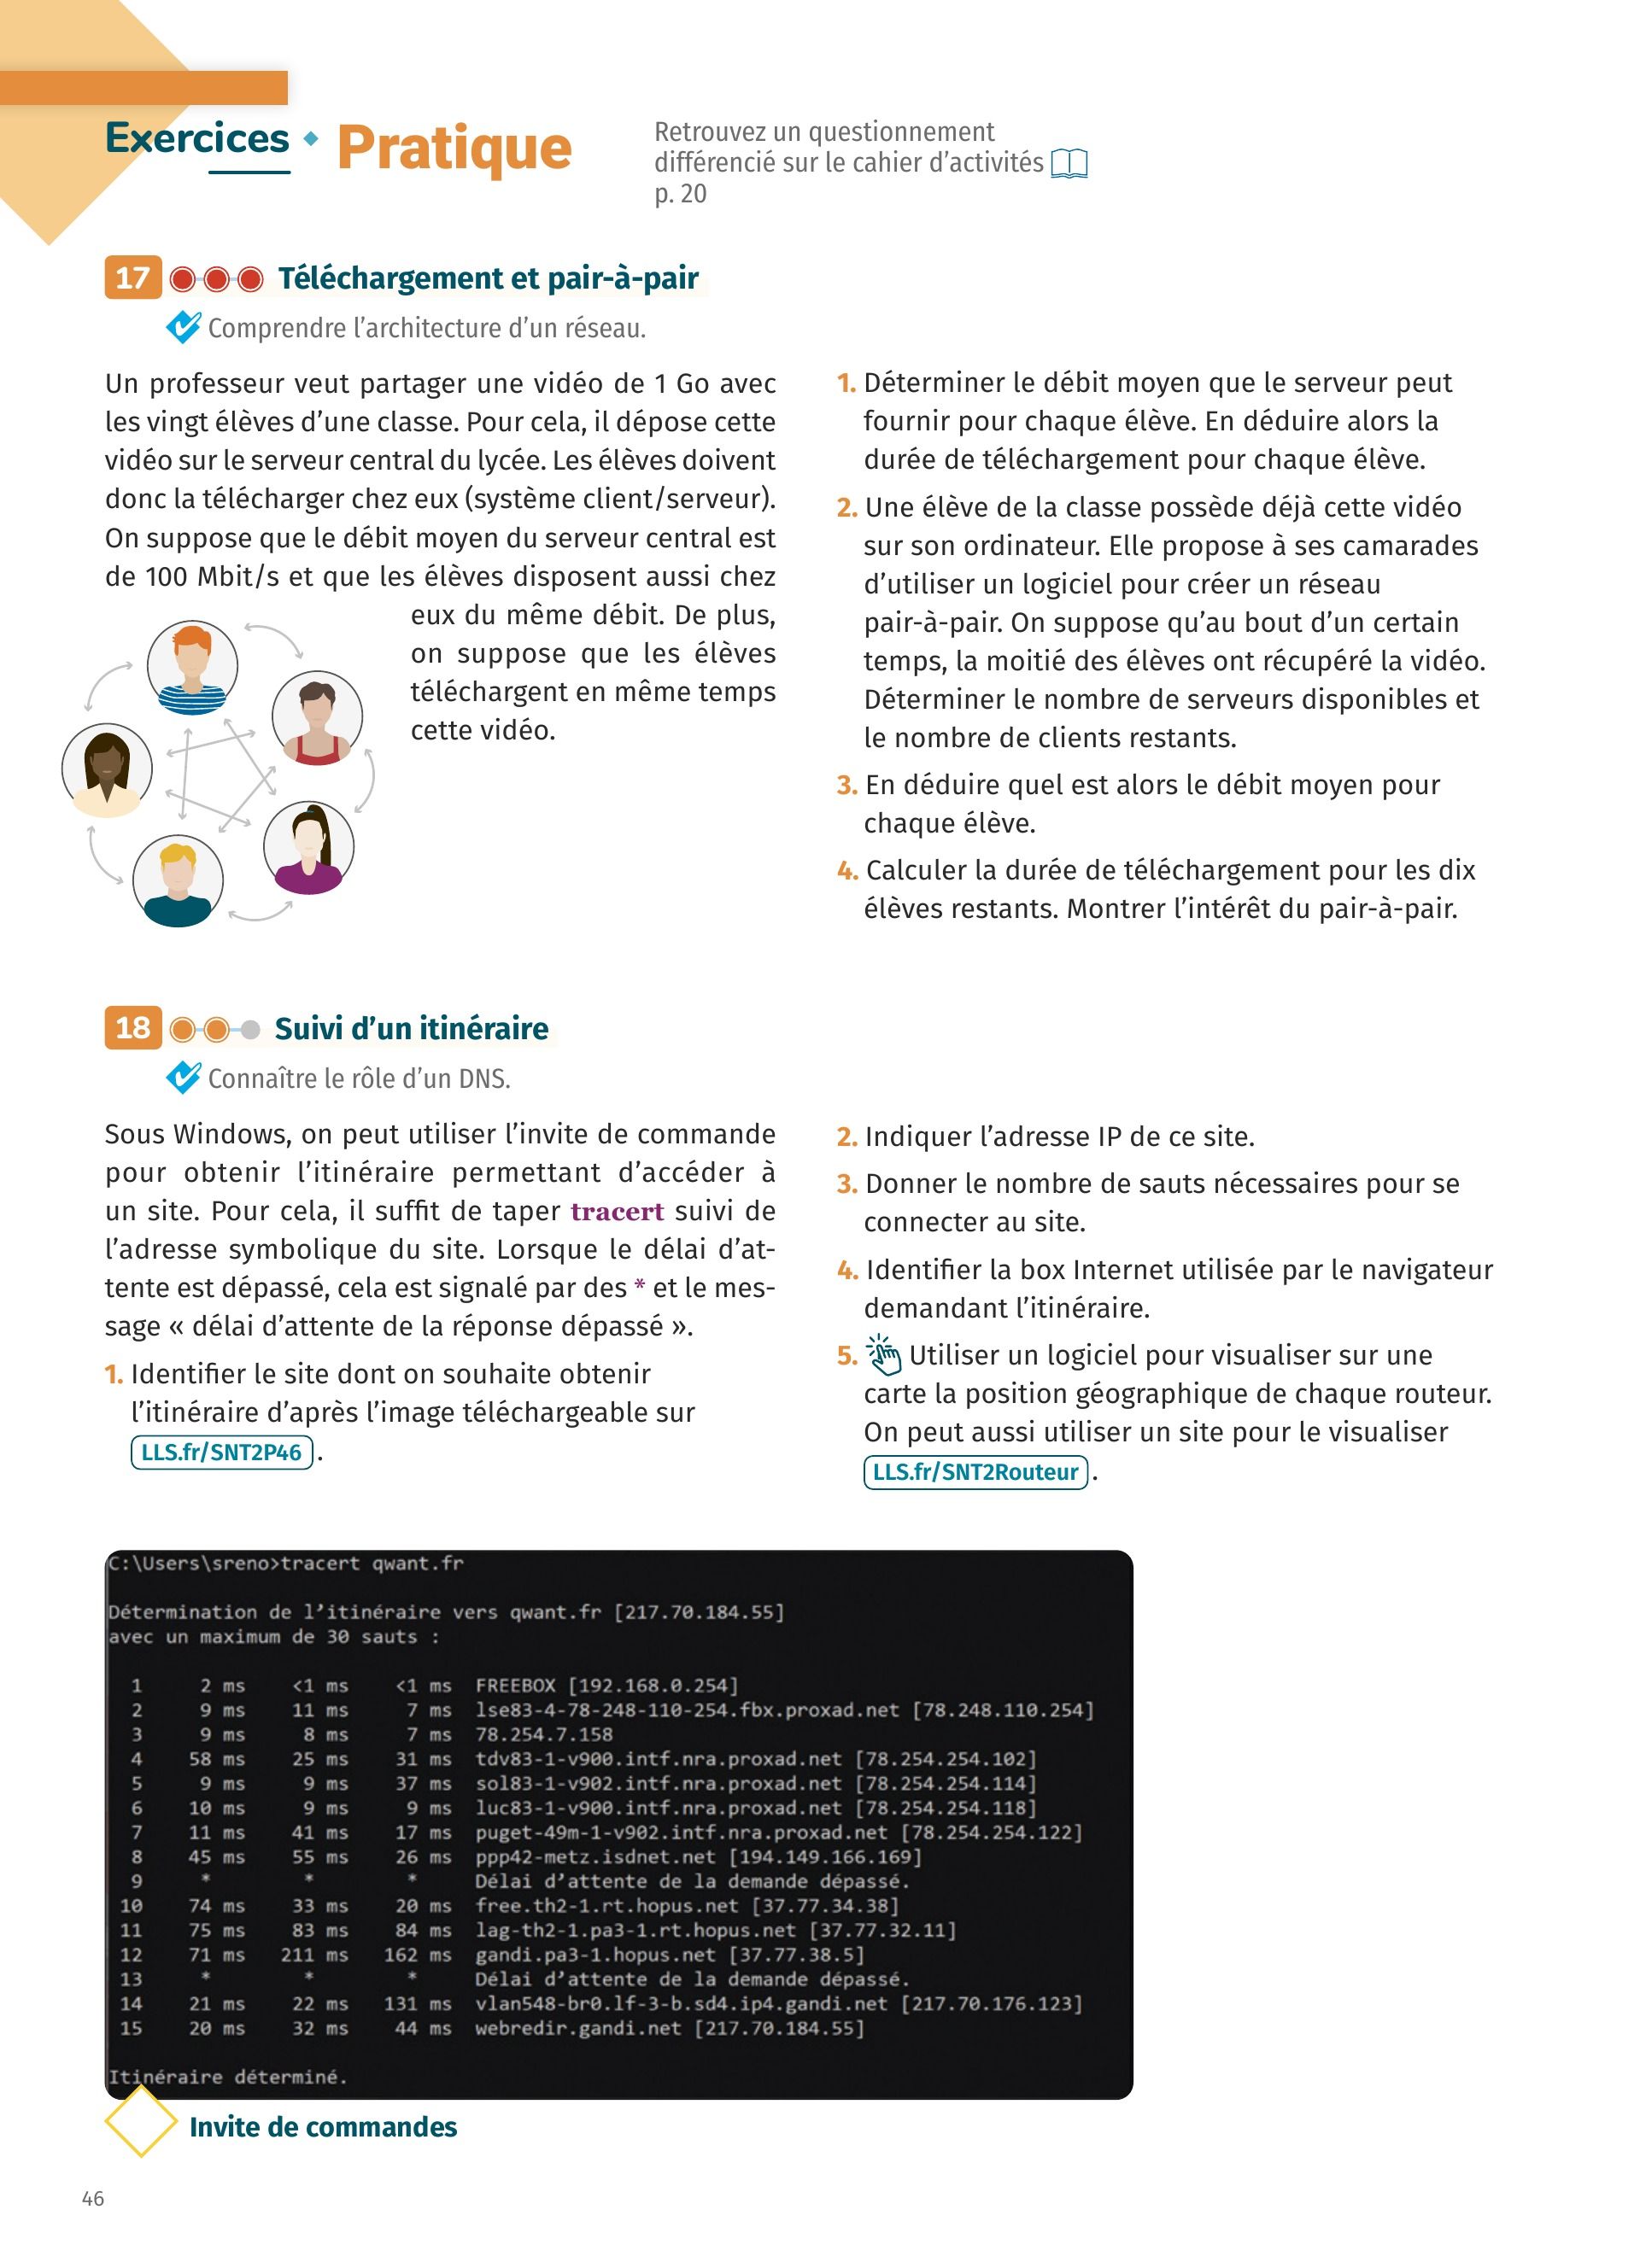 Exercices
Pratique
Retrouvez un questionnement
différencié sur le cahier d'activités
p. 20
17 Téléchargement et pair-à-pair
Comprendre l'architecture d'un réseau.
Un professeur veut partager une vidéo de 1 Go avec
les vingt élèves d'une classe. Pour cela, il dépose cette
vidéo sur le serveur central du lycée. Les élèves doivent
donc la télécharger chez eux (système client/serveur).
On suppose que le débit moyen du serveur central est
de 100 Mbit/s et que les élèves disposent aussi chez
eux du même débit. De plus,
on suppose que les élèves
téléchargent en même temps
cette vidéo.
1. Déterminer le débit moyen que le serveur peut
fournir pour chaque élève. En déduire alors la
durée de téléchargement pour chaque élève.
2. Une élève de la classe possède déjà cette vidéo
sur son ordinateur. Elle propose à ses camarades
d'utiliser un logiciel pour créer un réseau
pair-à-pair. On suppose qu'au bout d'un certain
temps, la moitié des élèves ont récupéré la vidéo.
Déterminer le nombre de serveurs disponibles et
le nombre de clients restants.
3. En déduire quel est alors le débit moyen pour
chaque élève.
4. Calculer la durée de téléchargement pour les dix
élèves restants. Montrer l'intérêt du pair-à-pair.
18 Suivi d'un itinéraire
Connaître le rôle d'un DNS.
Sous Windows, on peut utiliser l'invite de commande
pour obtenir l'itinéraire permettant d'accéder à
un site. Pour cela, il suffit de taper tracert suivi de
l'adresse symbolique du site. Lorsque le délai d'at-
tente est dépassé, cela est signalé par des * et le mes-
sage « délai d'attente de la réponse dépassé ».
1. Identifier le site dont on souhaite obtenir
l'itinéraire d'après l'image téléchargeable sur
LLS.fr/SNT2P46 .
2. Indiquer l'adresse IP de ce site.
3. Donner le nombre de sauts nécessaires pour se
connecter au site.
4. Identifier la box Internet utilisée par le navigateur
demandant l'itinéraire.
5. Utiliser un logiciel pour visualiser sur une
carte la position géographique de chaque routeur.
On peut aussi utiliser un site pour le visualiser
LLS.fr/SNT2Routeur .
C:\Users\sreno>tracert qwant.fr
Détermination de l'itinéraire vers qwant.fr [217.70.184.55]
avec un maximum de 30 sauts :
1 2 ms <1 ms <1 ms FREEBOX [192.168.0.254]
2 9 ms 11 ms 7 ms lse83-4-78-248-110-254.fbx.proxad.net [78.248.110.254]
3 9 ms 8 ms 7 ms 78.254.7.158
4 58 ms 25 ms 31 ms tdv83-1-v900.intf.nra.proxad.net [78.254.254.102]
5 9 ms 9 ms 37 ms sol83-1-v902.intf.nra.proxad.net [78.254.254.114]
6 10 ms 9 ms 9 ms luc83-1-v900.intf.nra.proxad.net [78.254.254.118]
7 11 ms 41 ms 17 ms puget-49m-1-v902.intf.nra.proxad.net [78.254.254.122]
8 45 ms 55 ms 26 ms ppp42-metz.isdnet.net [194.149.166.169]
9 * * * Délai d'attente de la demande dépassé.
10 74 ms 33 ms 20 ms free.th2-1.rt.hopus.net [37.77.34.38]
11 75 ms 83 ms 84 ms lag-th2-1.pa3-1.rt.hopus.net [37.77.32.11]
12 71 ms 211 ms 162 ms gandi.pa3-1.hopus.net [37.77.38.5]
13 * * * Délai d'attente de la demande dépassé.
14 21 ms 22 ms 131 ms vlan548-br0.lf-3-b.sd4.ip4.gandi.net [217.70.176.123]
15 20 ms 32 ms 44 ms webredir.gandi.net [217.70.184.55]
Itinéraire déterminé.
Invite de commandes
46